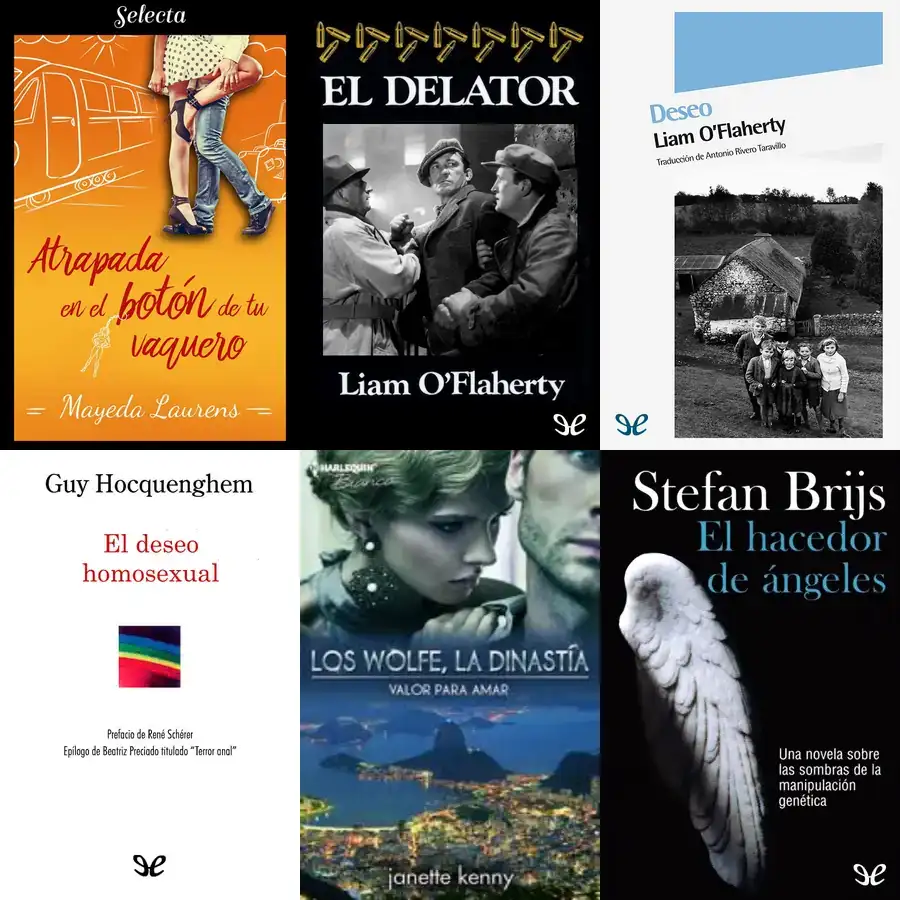 Selecta
Atrapada
en el botón de tu
vaquero
Mayeda Laurens
EL DELATOR
Liam O'Flaherty
Deseo
Liam O'Flaherty
Traducción de Antonio Rivero Taravillo
Guy Hocquenghem
El deseo
homosexual
Prefacio de René Schérer
Epílogo de Beatriz Preciado titulado "Terror anal"
HARLEQUIN
Bianca
LOS WOLFE, LA DINASTÍA
VALOR PARA AMAR
janette kenny
Stefan Brijs
El hacedor
de ángeles
Una novela sobre
las sombras de la
manipulación
genética